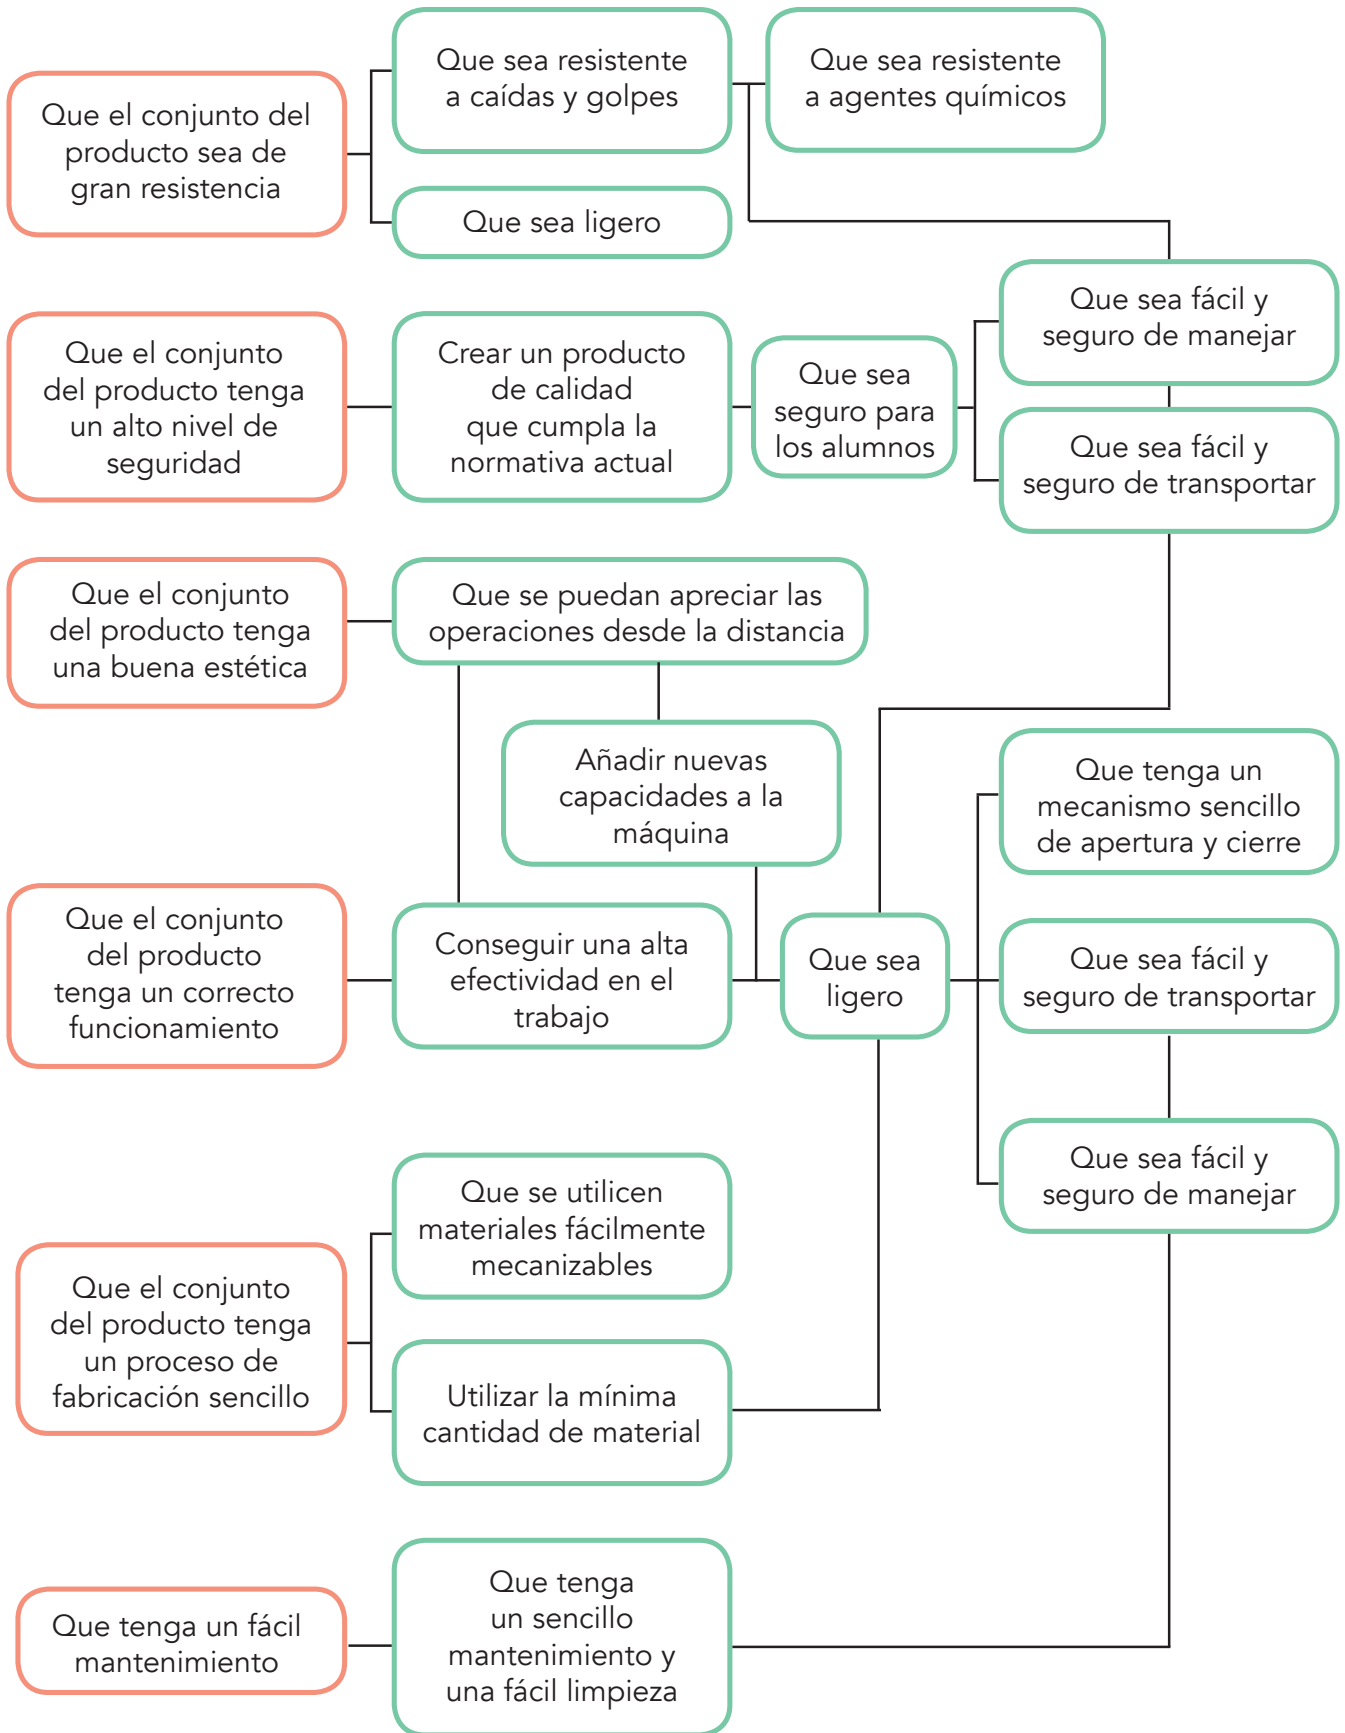 Que el conjunto del
producto sea de
gran resistencia
Que sea resistente
a caídas y golpes
Que sea resistente
a agentes químicos
Que sea ligero
Que el conjunto
del producto tenga
un alto nivel de
seguridad
Crear un producto
de calidad
que cumpla la
normativa actual
Que sea
seguro para
los alumnos
Que sea fácil y
seguro de manejar
Que sea fácil y
seguro de transportar
Que el conjunto
del producto tenga
una buena estética
Que se puedan apreciar las
operaciones desde la distancia
Añadir nuevas
capacidades a la
máquina
Que el conjunto
del producto
tenga un correcto
funcionamiento
Conseguir una alta
efectividad en el
trabajo
Que sea
ligero
Que tenga un
mecanismo sencillo
de apertura y cierre
Que sea fácil y
seguro de transportar
Que sea fácil y
seguro de manejar
Que el conjunto
del producto tenga
un proceso de
fabricación sencillo
Que se utilicen
materiales fácilmente
mecanizables
Utilizar la mínima
cantidad de material
Que tenga un fácil
mantenimiento
Que tenga
un sencillo
mantenimiento y
una fácil limpieza